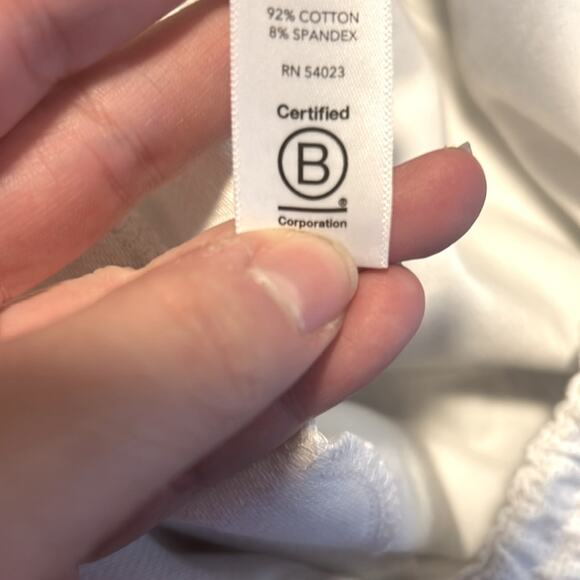 92% COTTON
8% SPANDEX
RN 54023
Certified
B
®
Corporation